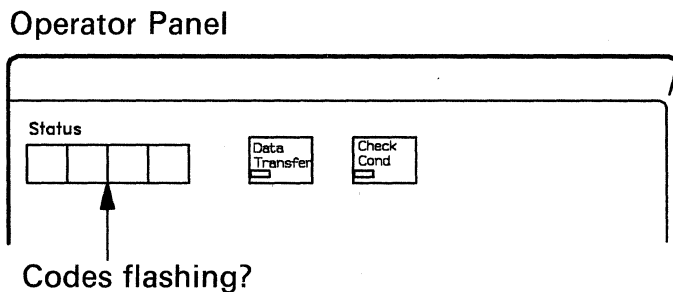 Operator Panel
Status
Data
Transfer
Check
Cond
Codes flashing?